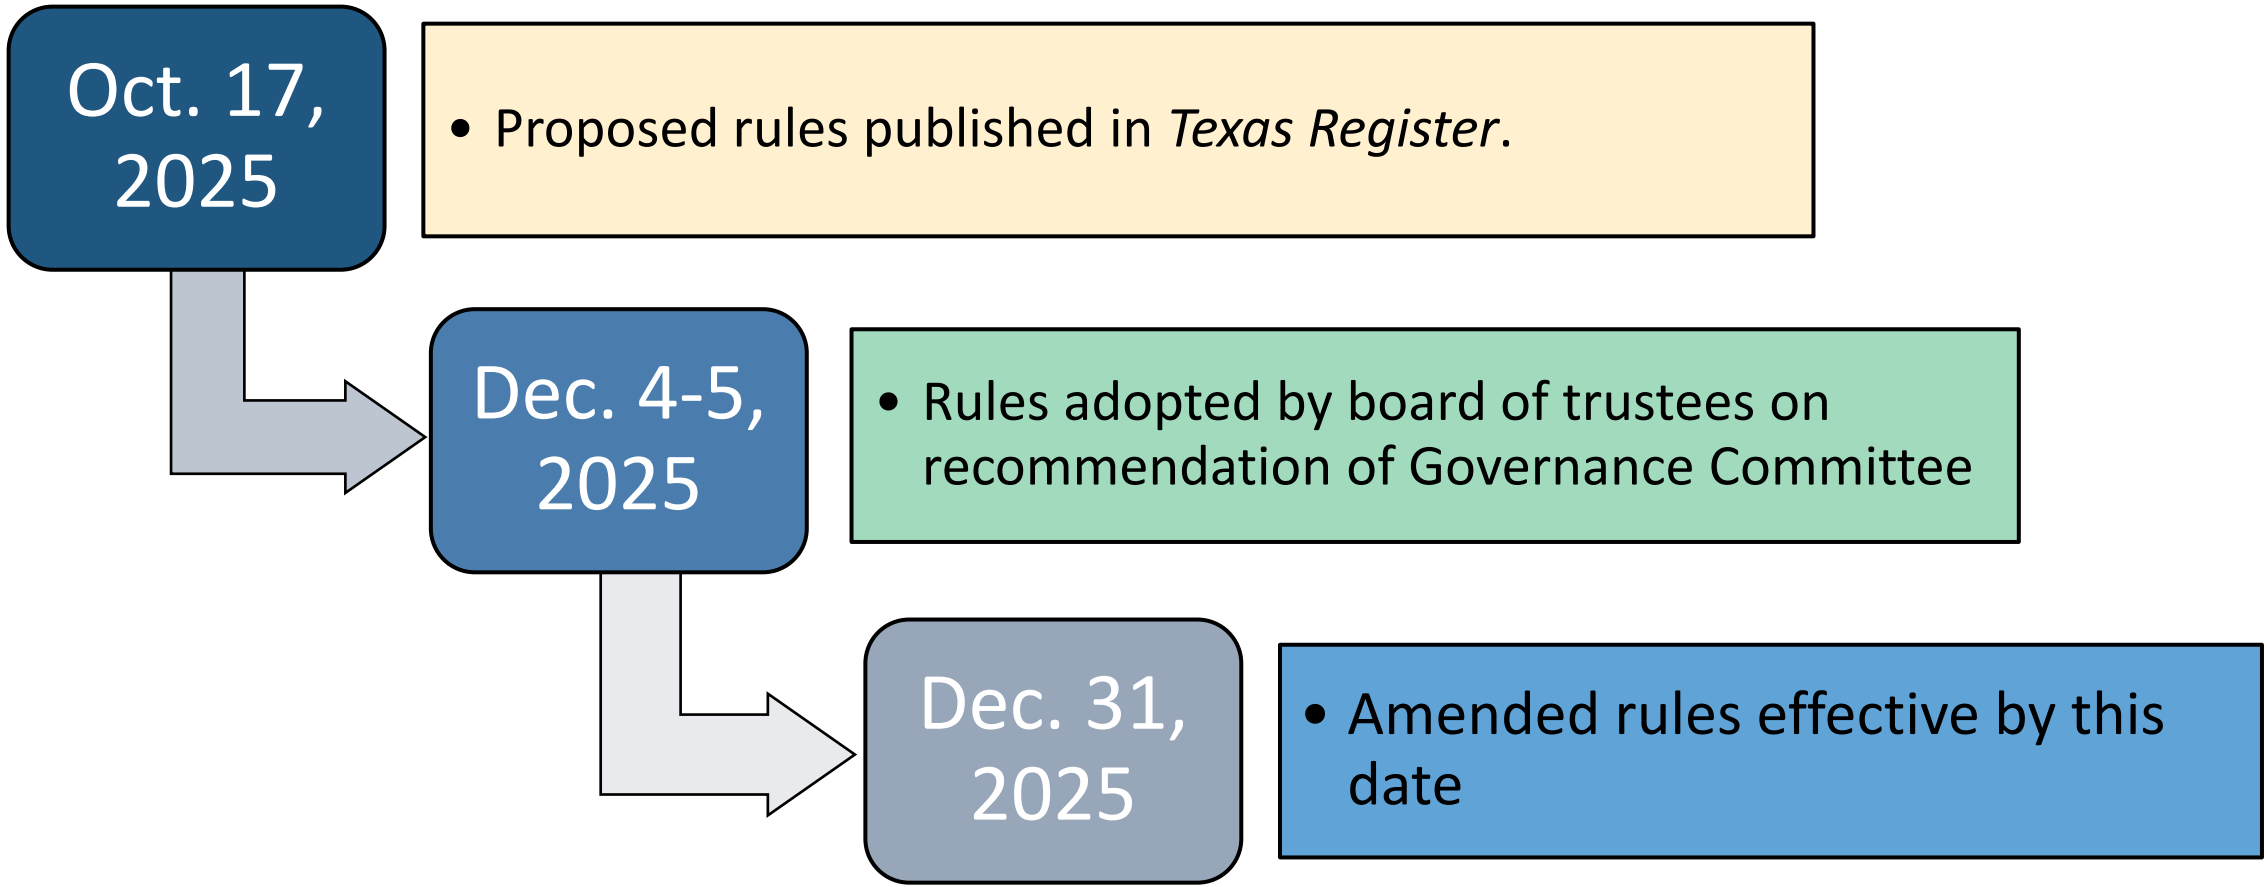 Oct. 17,
2025
• Proposed rules published in Texas Register.
Dec. 4-5,
2025
• Rules adopted by board of trustees on
recommendation of Governance Committee
Dec. 31,
2025
• Amended rules effective by this
date